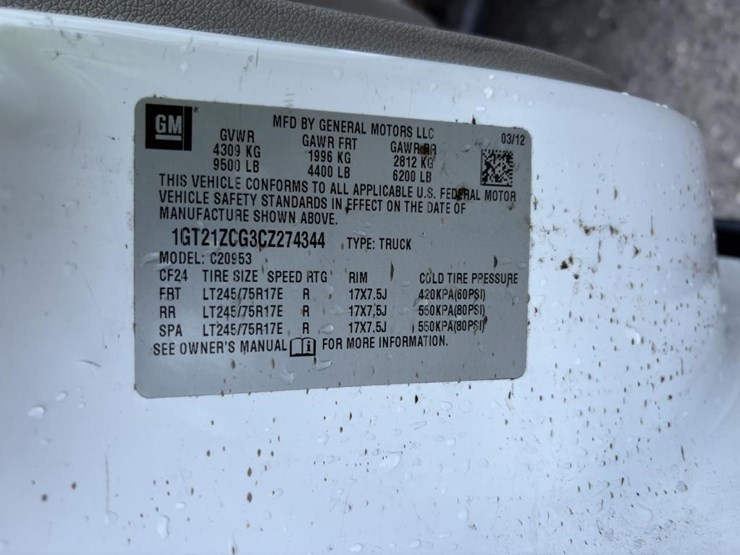 GM
MFD BY GENERAL MOTORS LLC 03/12
GVWR GAWR FRT GAWR RR
4309 KG 1996 KG 2812 KG
9500 LB 4400 LB 6200 LB
THIS VEHICLE CONFORMS TO ALL APPLICABLE U.S. FEDERAL MOTOR
VEHICLE SAFETY STANDARDS IN EFFECT ON THE DATE OF
MANUFACTURE SHOWN ABOVE.
1GT21ZCG3CZ274344 TYPE: TRUCK
MODEL: C20953
CF24 TIRE SIZE SPEED RTG RIM COLD TIRE PRESSURE
FRT LT245/75R17E R 17X7.5J 420KPA(60PSI)
RR LT245/75R17E R 17X7.5J 550KPA(80PSI)
SPA LT245/75R17E R 17X7.5J 550KPA(80PSI)
SEE OWNER'S MANUAL FOR MORE INFORMATION.